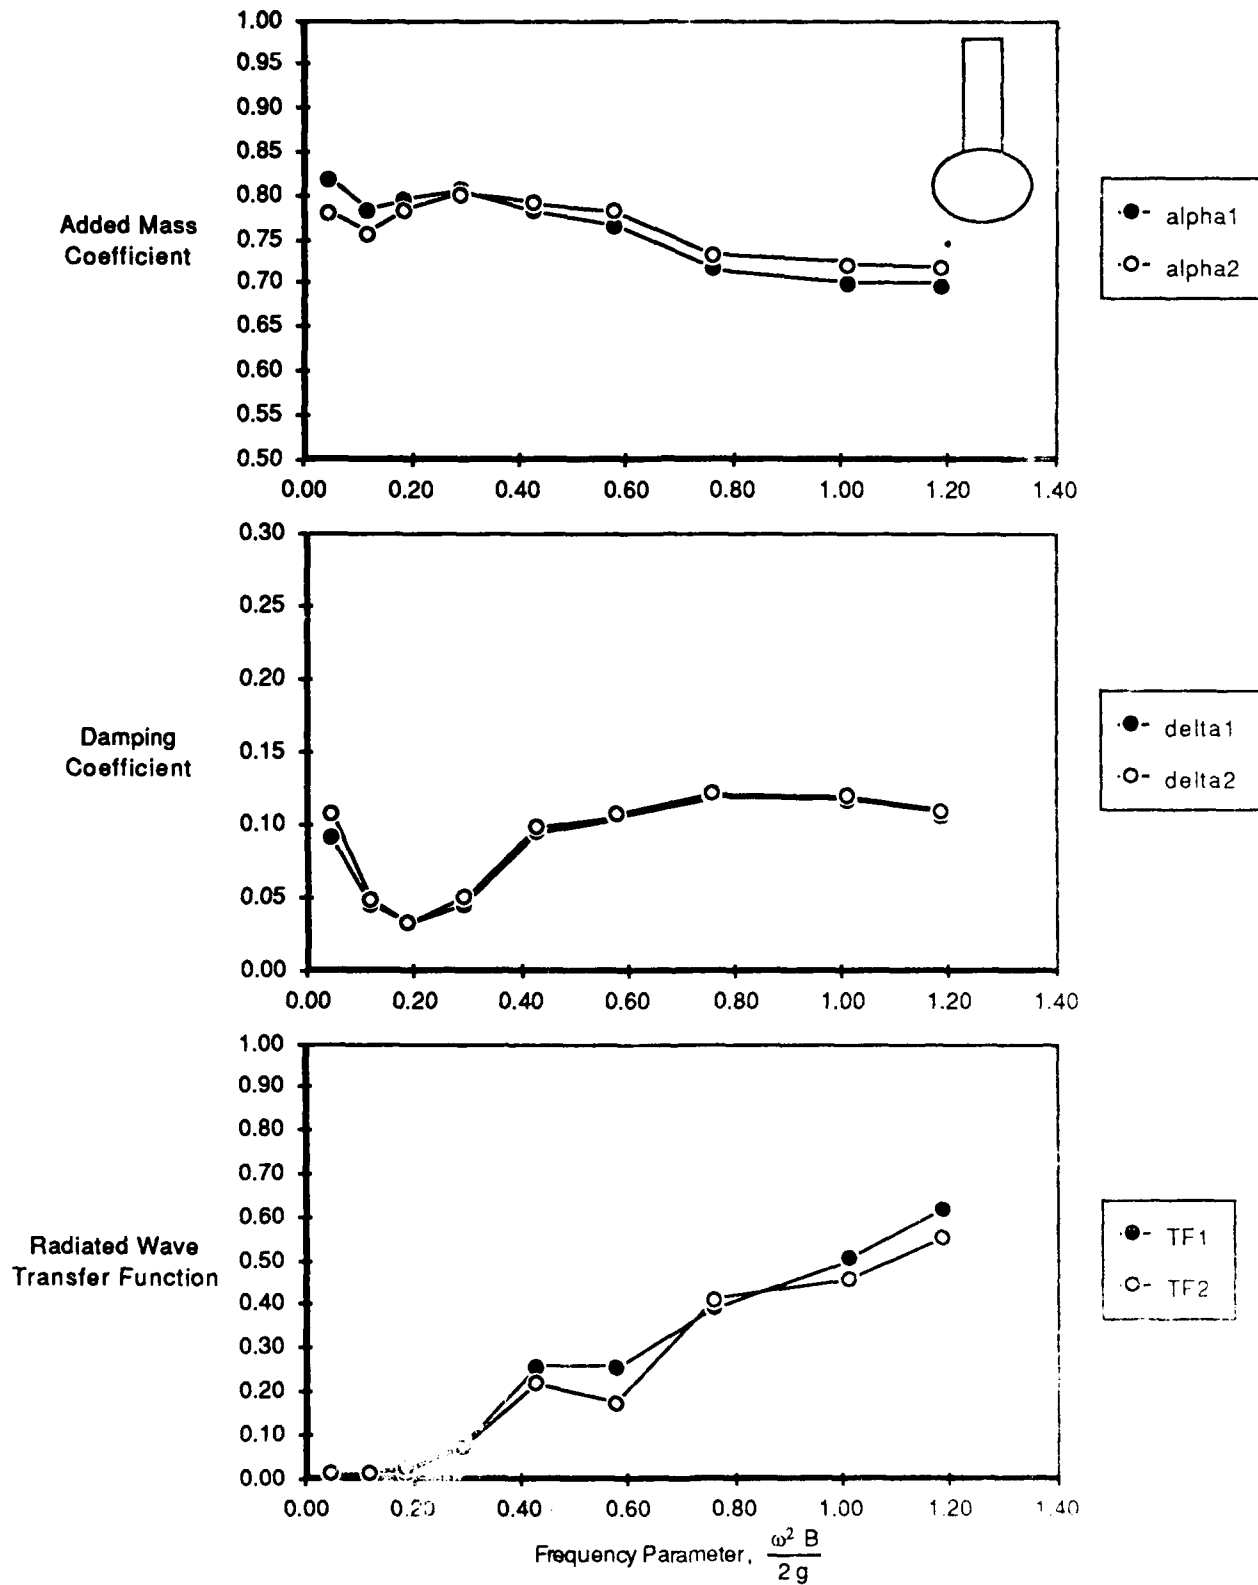 1.00
0.95
0.90
0.85
0.80
0.75
0.70
0.65
0.60
0.55
0.50
Added Mass
Coefficient
0.00 0.20 0.40 0.60 0.80 1.00 1.20 1.40
alpha1
alpha2
0.30
0.25
0.20
0.15
0.10
0.05
0.00
Damping
Coefficient
0.00 0.20 0.40 0.60 0.80 1.00 1.20 1.40
delta1
delta2
1.00
0.90
0.80
0.70
0.60
0.50
0.40
0.30
0.20
0.10
0.00
Radiated Wave
Transfer Function
0.00 0.20 0.40 0.60 0.80 1.00 1.20 1.40
TF1
TF2
Frequency Parameter, ω² B
2 g